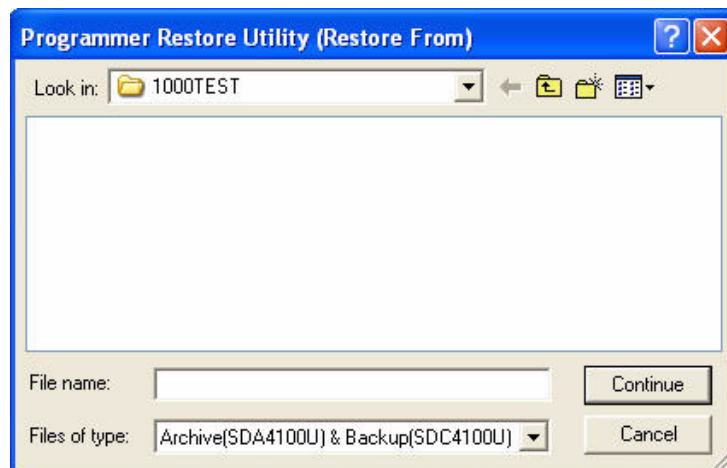 Programmer Restore Utility (Restore From)
Look in: 1000TEST
File name: Continue
Files of type: Archive(SDA4100U) & Backup(SDC4100U) Cancel